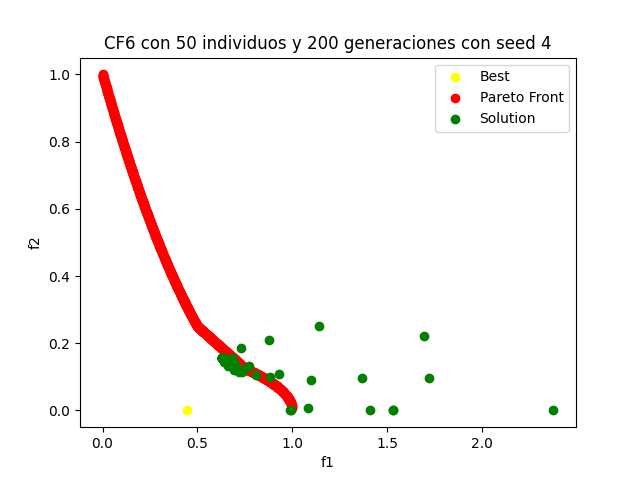 CF6 con 50 individuos y 200 generaciones con seed 4
Best
Pareto Front
Solution
1.0
0.8
0.6
0.4
0.2
0.0
f2
0.0
0.5
1.0
1.5
2.0
f1